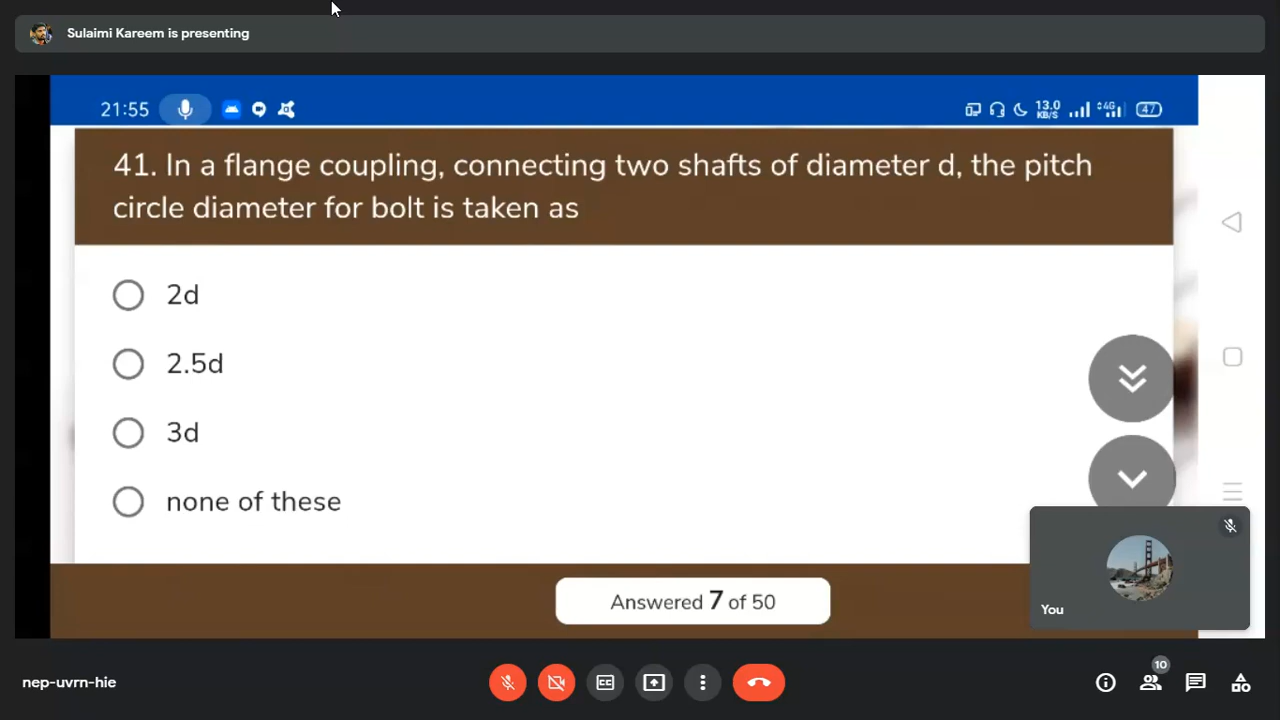 Sulaimi Kareem is presenting
21:55
13.0
KB/S
4G
47
41. In a flange coupling, connecting two shafts of diameter d, the pitch
circle diameter for bolt is taken as
2d
2.5d
3d
none of these
Answered 7 of 50
You
nep-uvrn-hie
CC
10